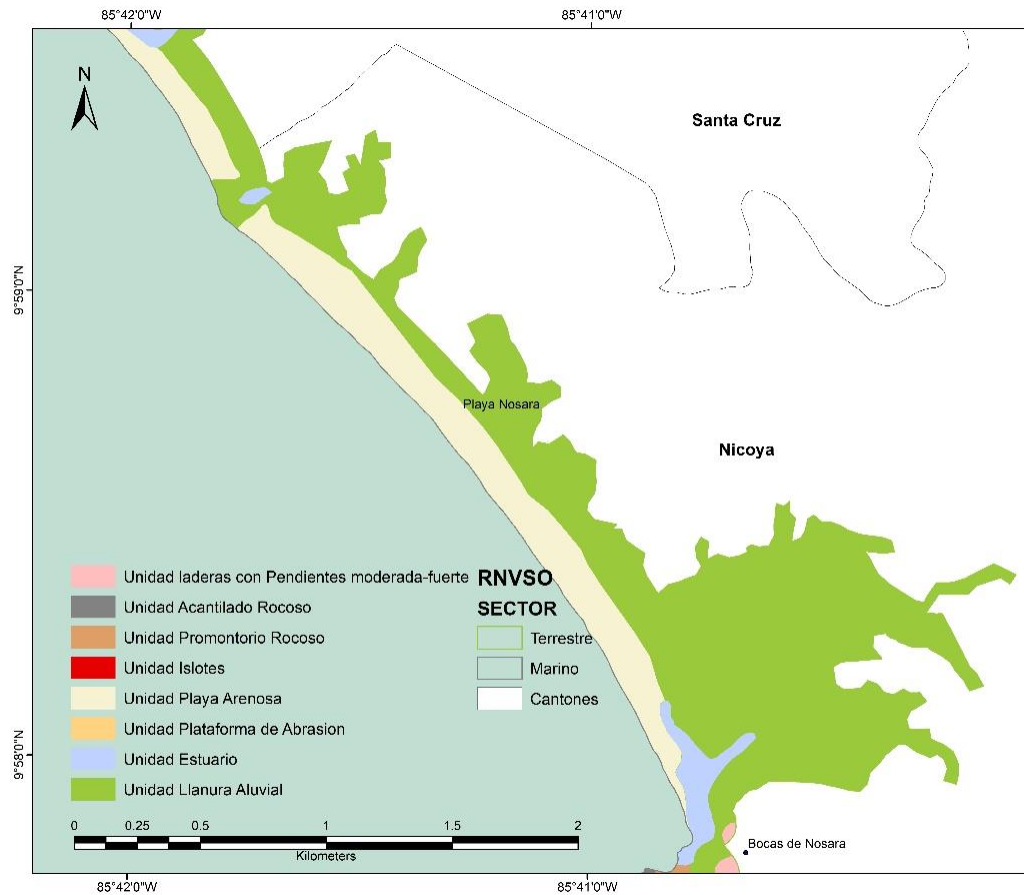 85°42'0"W 85°41'0"W
N
Santa Cruz
9°59'0"N
Playa Nosara
Nicoya
Unidad laderas con Pendientes moderada-fuerte
Unidad Acantilado Rocoso
Unidad Promontorio Rocoso
Unidad Islotes
Unidad Playa Arenosa
Unidad Plataforma de Abrasion
Unidad Estuario
Unidad Llanura Aluvial
RNVSO
SECTOR
Terrestre
Marino
Cantones
9°58'0"N
0 0.25 0.5 1 1.5 2
Kilometers
Bocas de Nosara
85°42'0"W 85°41'0"W